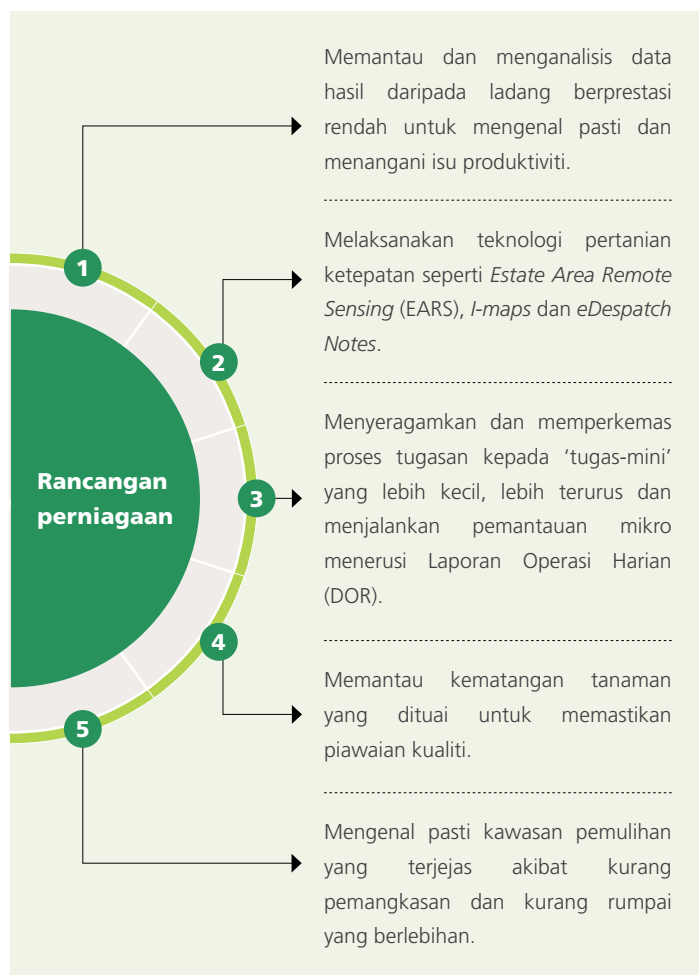 Rancangan
perniagaan
1
Memantau dan menganalisis data
hasil daripada ladang berprestasi
rendah untuk mengenal pasti dan
menangani isu produktiviti.
2
Melaksanakan teknologi pertanian
ketepatan seperti Estate Area Remote
Sensing (EARS), I-maps dan eDespatch
Notes.
3
Menyeragamkan dan memperkemas
proses tugasan kepada ‘tugas-mini’
yang lebih kecil, lebih terurus dan
menjalankan pemantauan mikro
menerusi Laporan Operasi Harian
(DOR).
4
Memantau kematangan tanaman
yang dituai untuk memastikan
piawaian kualiti.
5
Mengenal pasti kawasan pemulihan
yang terjejas akibat kurang
pemangkasan dan kurang rumpai
yang berlebihan.